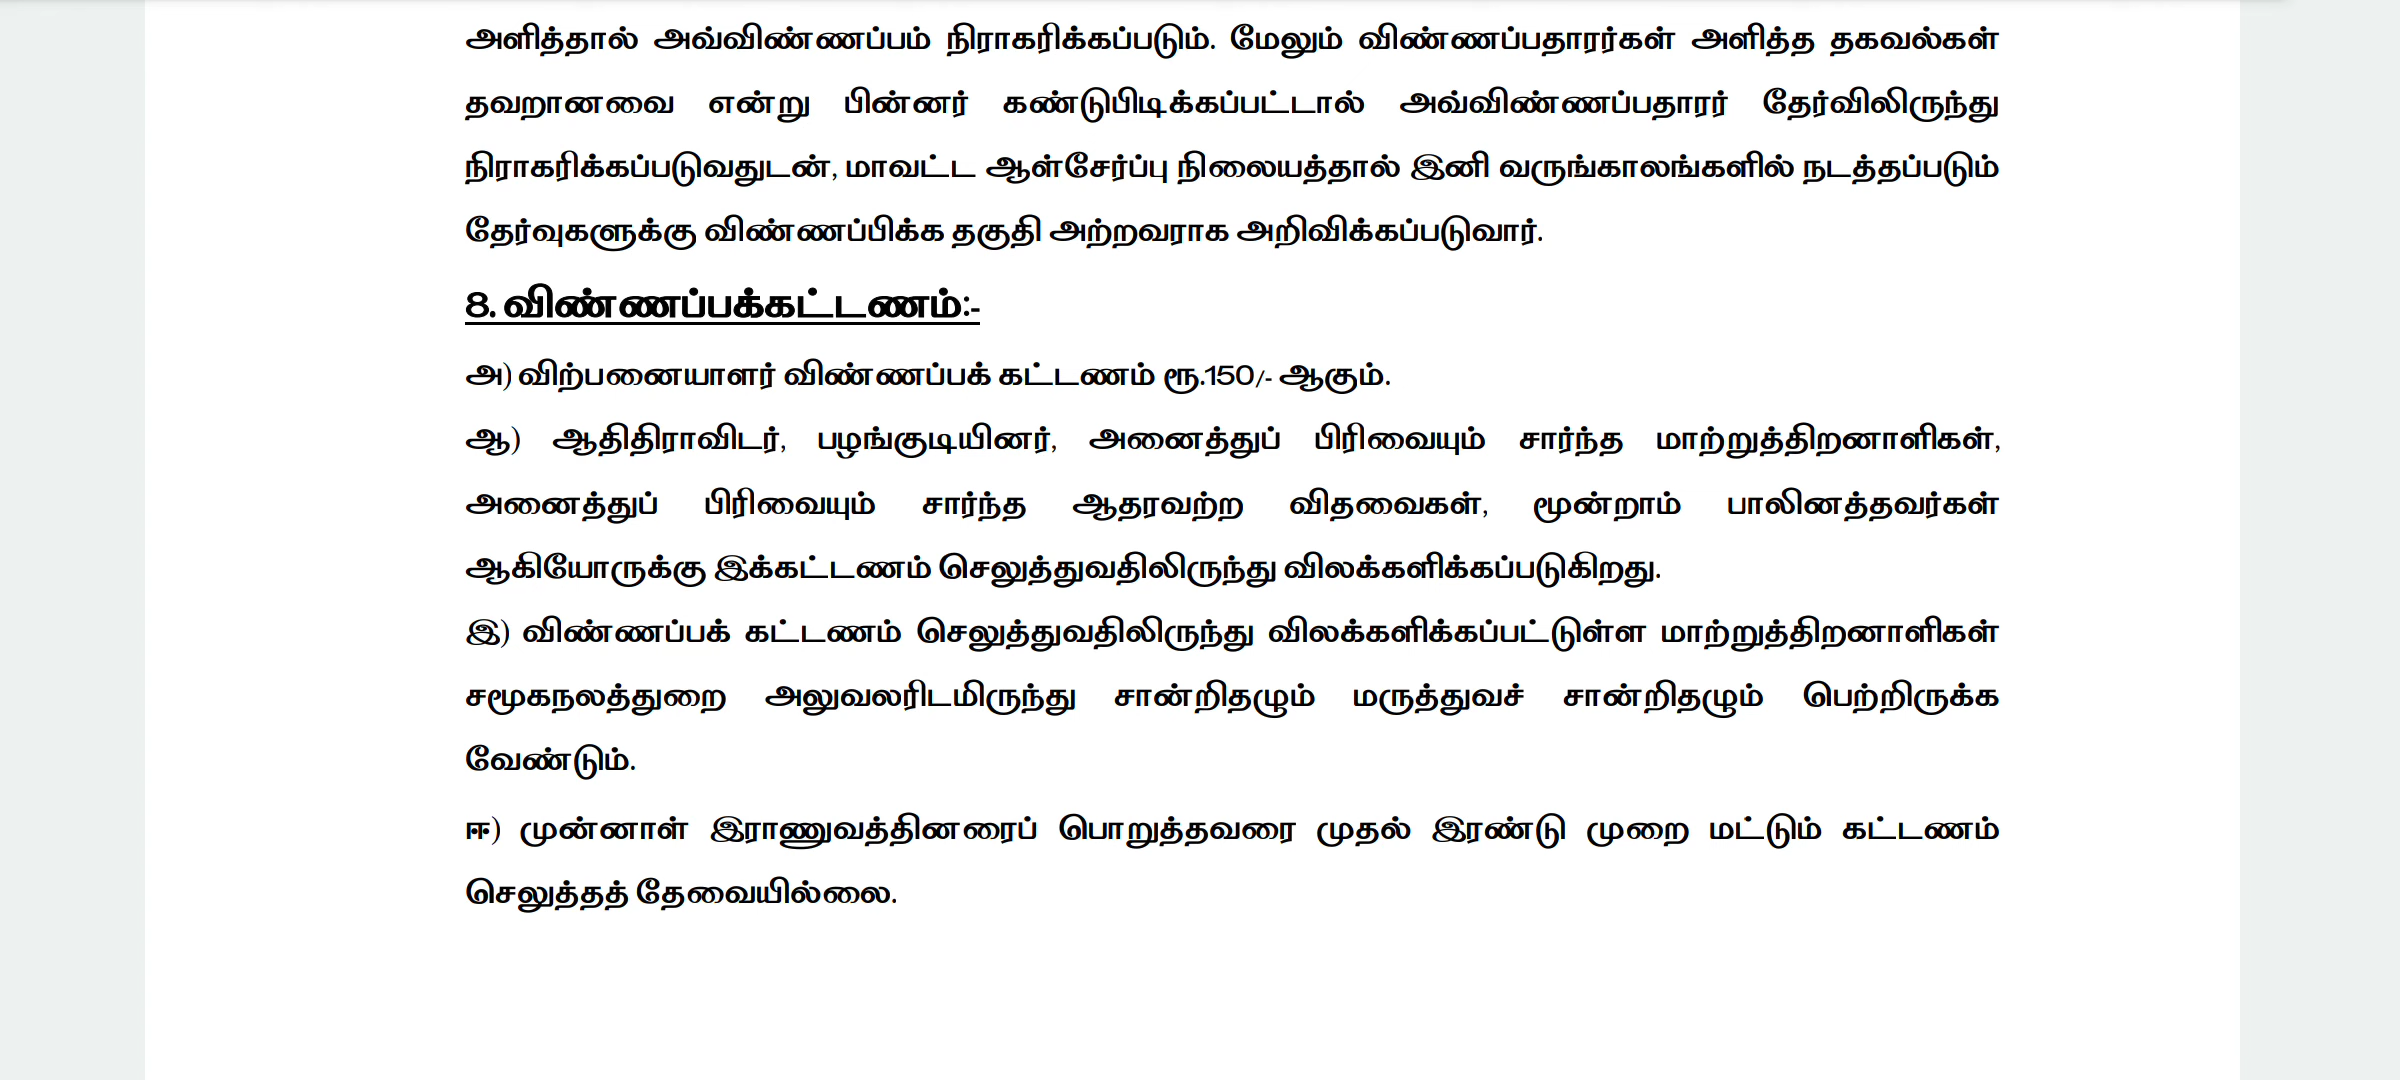 அளித்தால் அவ்விண்ணப்பம் நிராகரிக்கப்படும். மேலும் விண்ணப்பதாரர்கள் அளித்த தகவல்கள்
தவறானவை என்று பின்னர் கண்டுபிடிக்கப்பட்டால் அவ்விண்ணப்பதாரர் தேர்விலிருந்து
நிராகரிக்கப்படுவதுடன், மாவட்ட ஆள்சேர்ப்பு நிலையத்தால் இனி வருங்காலங்களில் நடத்தப்படும்
தேர்வுகளுக்கு விண்ணப்பிக்க தகுதி அற்றவராக அறிவிக்கப்படுவார்.
8. விண்ணப்பக்கட்டணம்:-
அ) விற்பனையாளர் விண்ணப்பக் கட்டணம் ரூ.150/- ஆகும்.
ஆ) ஆதிதிராவிடர், பழங்குடியினர், அனைத்துப் பிரிவையும் சார்ந்த மாற்றுத்திறனாளிகள்,
அனைத்துப் பிரிவையும் சார்ந்த ஆதரவற்ற விதவைகள், மூன்றாம் பாலினத்தவர்கள்
ஆகியோருக்கு இக்கட்டணம் செலுத்துவதிலிருந்து விலக்களிக்கப்படுகிறது.
இ) விண்ணப்பக் கட்டணம் செலுத்துவதிலிருந்து விலக்களிக்கப்பட்டுள்ள மாற்றுத்திறனாளிகள்
சமூகநலத்துறை அலுவலரிடமிருந்து சான்றிதழும் மருத்துவச் சான்றிதழும் பெற்றிருக்க
வேண்டும்.
ஈ) முன்னாள் இராணுவத்தினரைப் பொறுத்தவரை முதல் இரண்டு முறை மட்டும் கட்டணம்
செலுத்தத் தேவையில்லை.